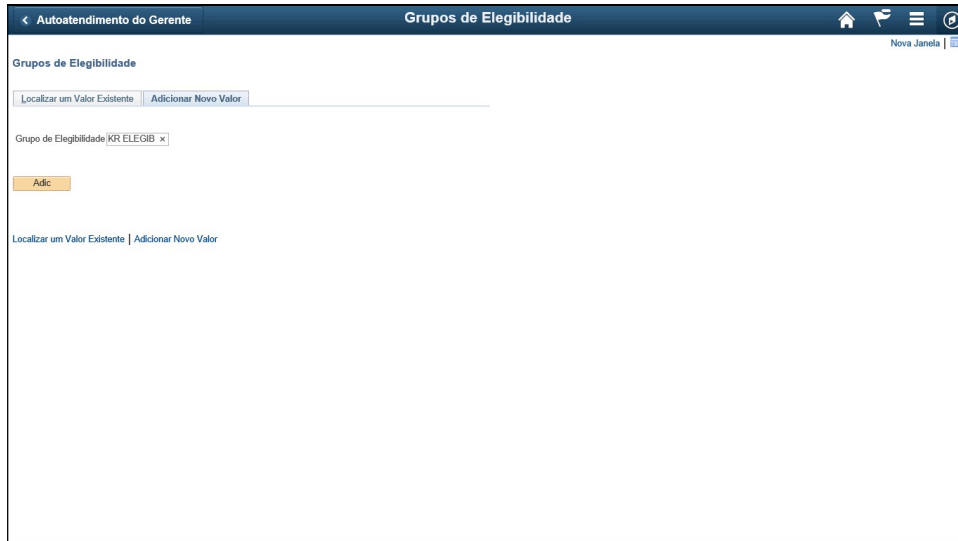 Autoatendimento do Gerente Grupos de Elegibilidade
Nova Janela |
Grupos de Elegibilidade
Localizar um Valor Existente Adicionar Novo Valor
Grupo de Elegibilidade KR ELEGIB ×
Adic
Localizar um Valor Existente | Adicionar Novo Valor